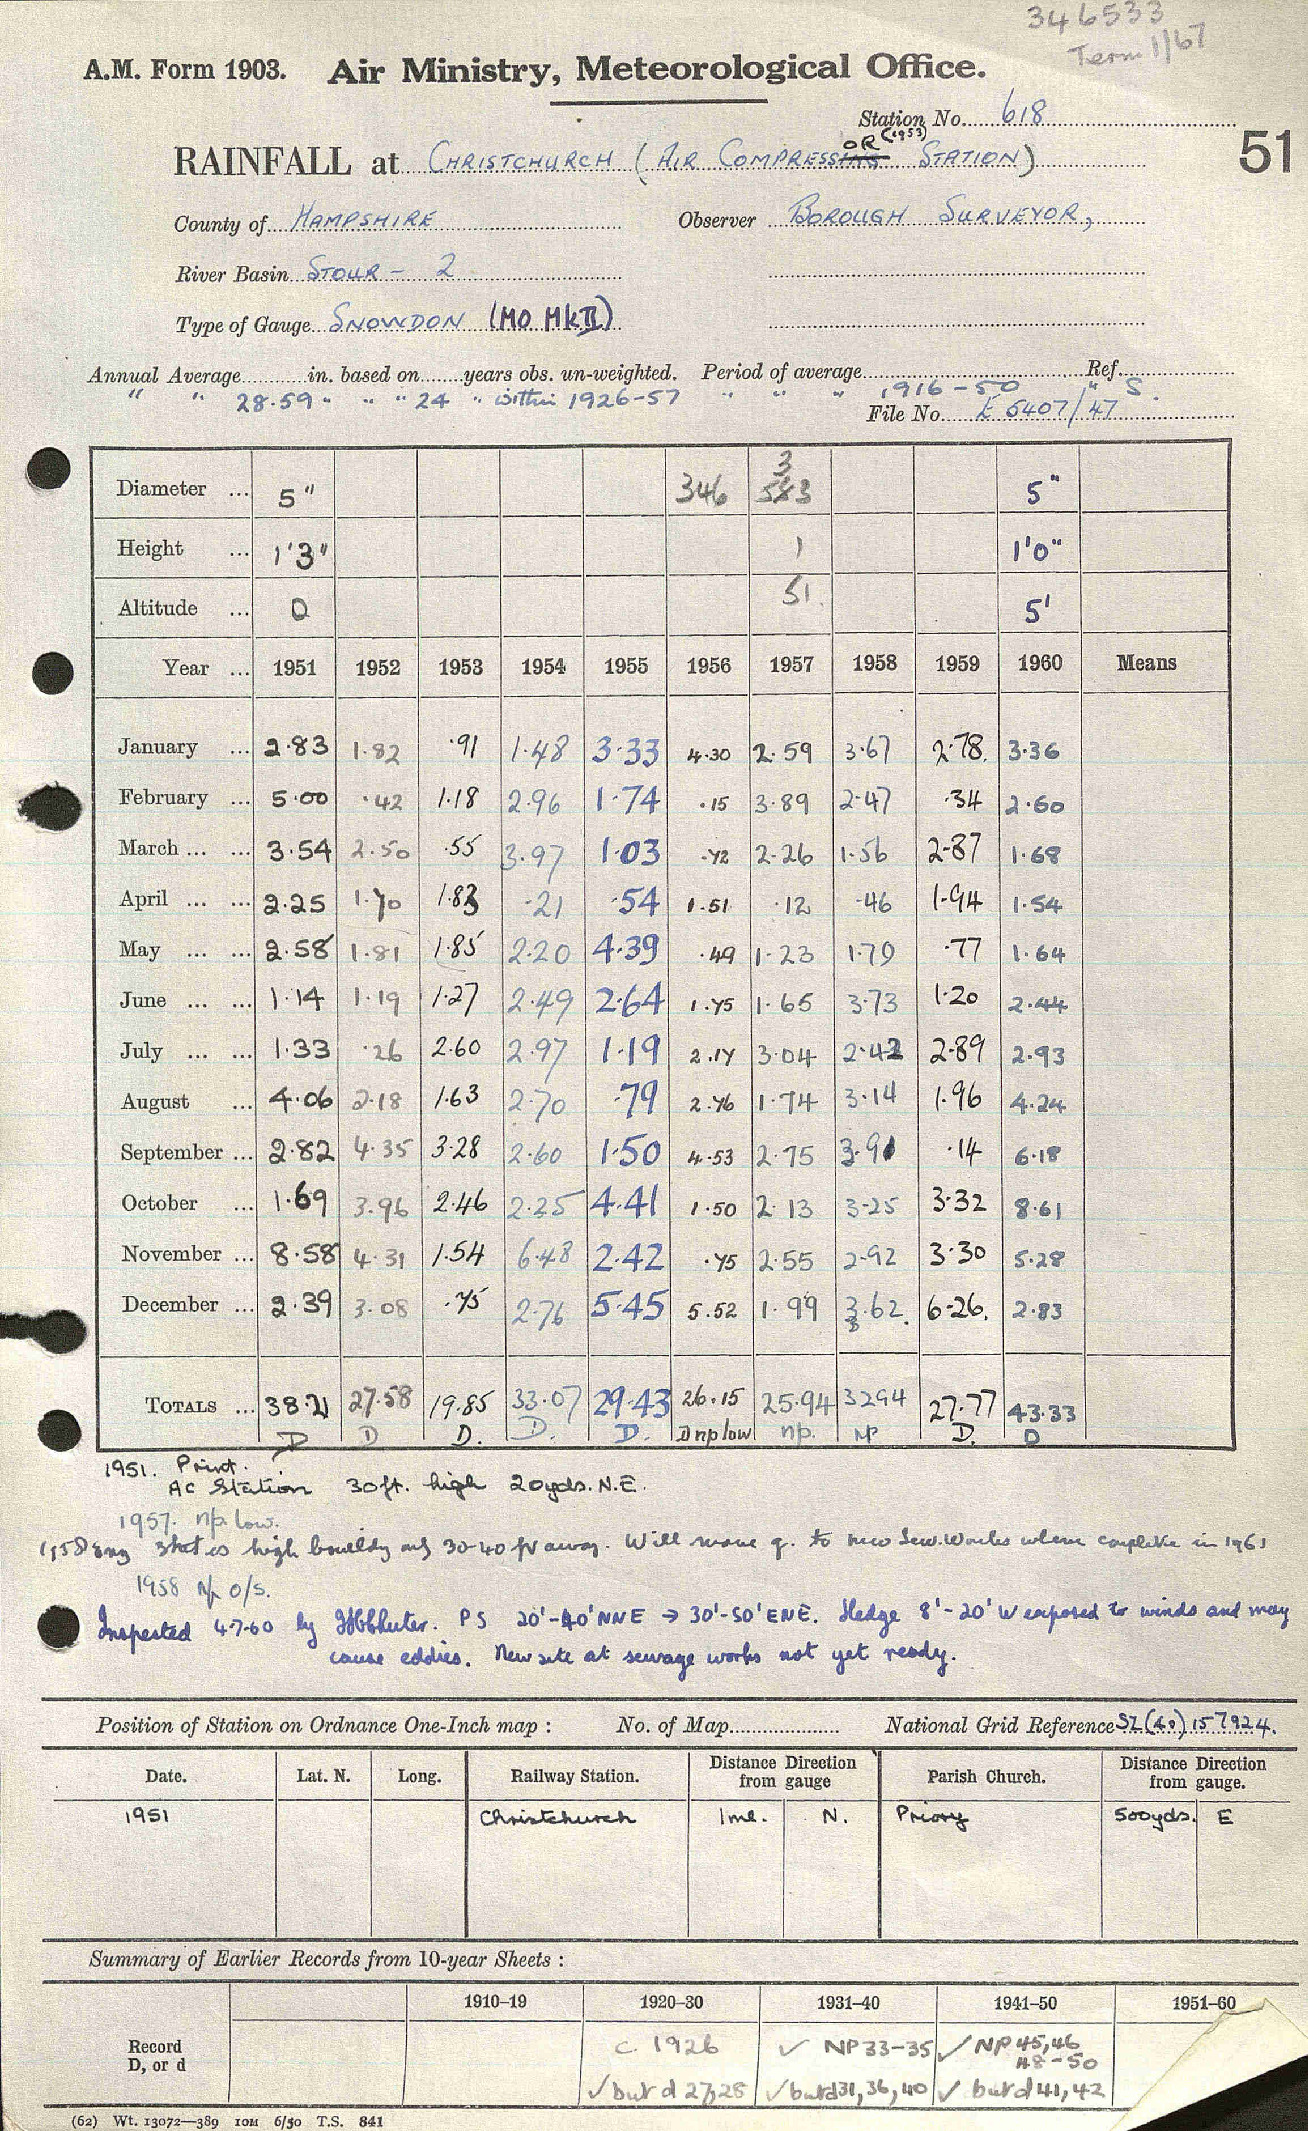 346533
Term 1/67
A.M. Form 1903. Air Ministry, Meteorological Office.
Station No. 618
51
OR (1953)
RAINFALL at CHRISTCHURCH (AIR COMPRESSING STATION)
County of HAMPSHIRE Observer BOROUGH SURVEYOR,
River Basin STOUR - 2
Type of Gauge SNOWDON (MO MkII)
Annual Average in. based on years obs. un-weighted. Period of average Ref.
" " 28.59 " " " 24 " within 1926-57 " " " 1916-50 " S.
File No. E 5407/47
3
Diameter ... 5" 346 583 5"
Height ... 1'3" 1 1'0"
Altitude ... 0 51 5'
Year ... 1951 1952 1953 1954 1955 1956 1957 1958 1959 1960 Means
January ... 2.83 1.82 .91 1.48 3.33 4.30 2.59 3.67 2.78 3.36
February ... 5.00 .42 1.18 2.96 1.74 .15 3.89 2.47 .34 2.60
March ... ... 3.54 2.50 .55 3.97 1.03 .42 2.26 1.56 2.87 1.68
April ... ... 2.25 1.70 1.83 .21 .54 1.51 .12 .46 1.94 1.54
May ... ... 2.58 1.81 1.85 2.20 4.39 .49 1.23 1.79 .77 1.64
June ... ... 1.14 1.19 1.27 2.49 2.64 1.75 1.65 3.73 1.20 2.44
July ... ... 1.33 .26 2.60 2.97 1.19 2.17 3.04 2.42 2.89 2.93
August ... 4.06 2.18 1.63 2.70 .79 2.76 1.74 3.14 1.96 4.24
September ... 2.82 4.35 3.28 2.60 1.50 4.53 2.75 3.91 .14 6.18
October ... 1.69 3.96 2.46 2.25 4.41 1.50 2.13 3.25 3.32 8.61
November ... 8.58 4.31 1.54 6.48 2.42 .75 2.55 2.92 3.30 5.28
December ... 2.39 3.08 .75 2.76 5.45 5.52 1.99 3.62. 6.26. 2.83
TOTALS ... 38.21 27.58 19.85 33.07 29.43 26.15 25.94 3294 27.77 43.33
D D D. D. D. D np low np. NP D. D
1951. Print.
AC Station 30ft. high 20yds. N.E.
1957. np low.
high 30-40 ft away. Will move g. to new Sew. Works when complete in 1961
1958 np o/s.
Inspected 4.7.60 by PS 20'-40' NNE → 30'-50' ENE. Hedge 8'-20' W exposed to winds and may
cause eddies. New site at sewage works not yet ready.
Position of Station on Ordnance One-Inch map : No. of Map National Grid Reference SZ (40) 157924.
Date. Lat. N. Long. Railway Station. Distance Direction from gauge Parish Church. Distance Direction from gauge.
1951 Christchurch 1ml. N. Priory 500yds. E
Summary of Earlier Records from 10-year Sheets :
1910–19 1920–30 1931–40 1941–50 1951–60
Record D, or d c 1926 ✓ NP 33-35 ✓ NP 45, 46
48-50
✓ but d 27, 28 ✓ but d 31, 36, 40 ✓ but d 41, 42
(62) Wt. 13072—389 10M 6/50 T.S. 841